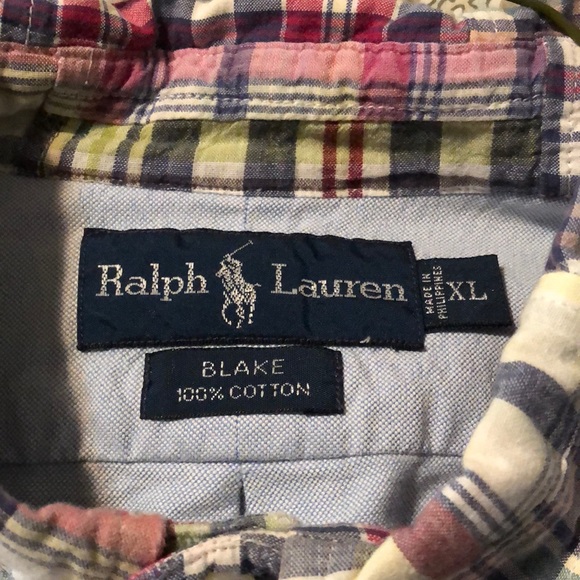 Ralph Lauren
MADE IN
PHILIPPINES
XL
BLAKE
100% COTTON